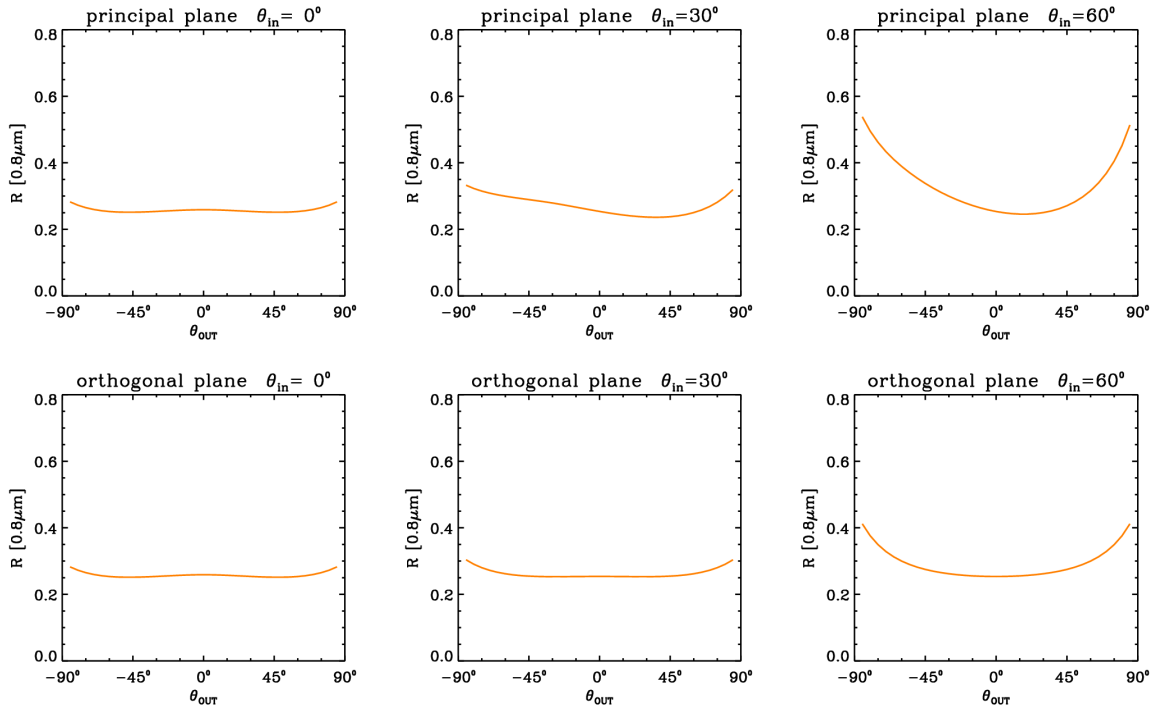 principal plane θin= 0°
0.8
0.6
0.4
0.2
0.0
R [0.8μm]
−90° −45° 0° 45° 90°
θOUT
principal plane θin=30°
0.8
0.6
0.4
0.2
0.0
R [0.8μm]
−90° −45° 0° 45° 90°
θOUT
principal plane θin=60°
0.8
0.6
0.4
0.2
0.0
R [0.8μm]
−90° −45° 0° 45° 90°
θOUT
orthogonal plane θin= 0°
0.8
0.6
0.4
0.2
0.0
R [0.8μm]
−90° −45° 0° 45° 90°
θOUT
orthogonal plane θin=30°
0.8
0.6
0.4
0.2
0.0
R [0.8μm]
−90° −45° 0° 45° 90°
θOUT
orthogonal plane θin=60°
0.8
0.6
0.4
0.2
0.0
R [0.8μm]
−90° −45° 0° 45° 90°
θOUT